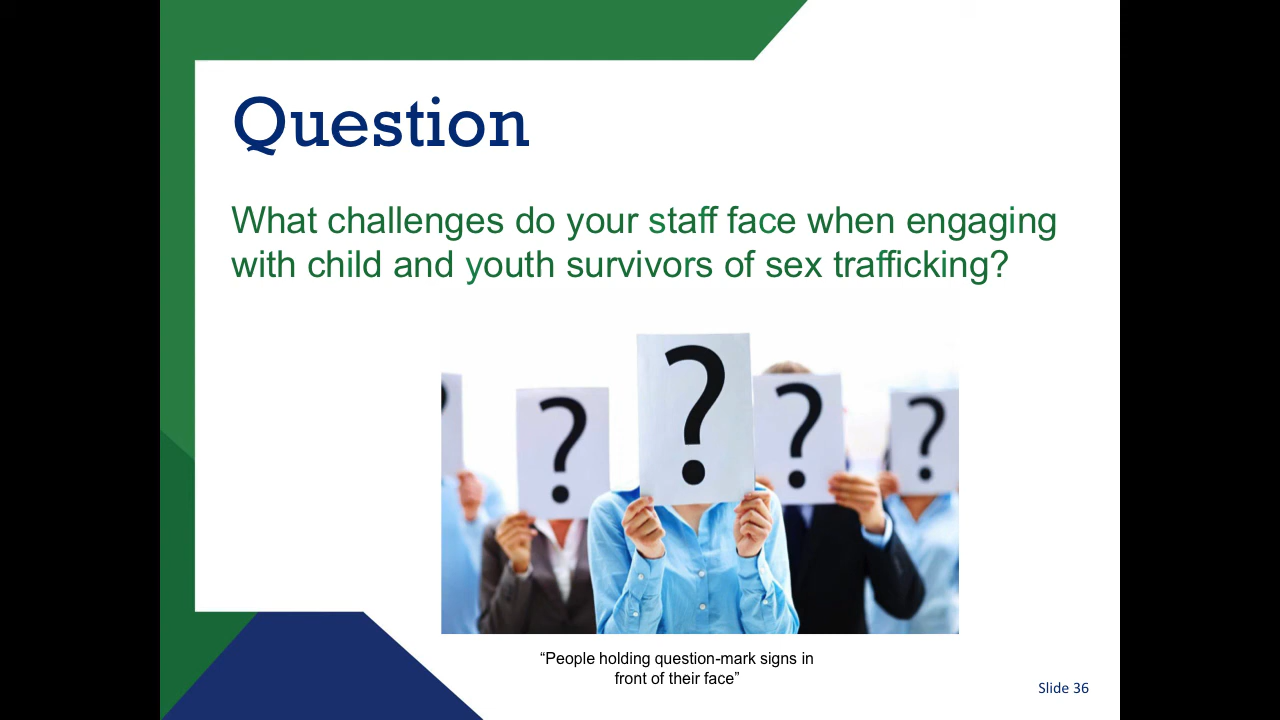 Question
What challenges do your staff face when engaging
with child and youth survivors of sex trafficking?
? ? ? ?
“People holding question-mark signs in
front of their face”
Slide 36